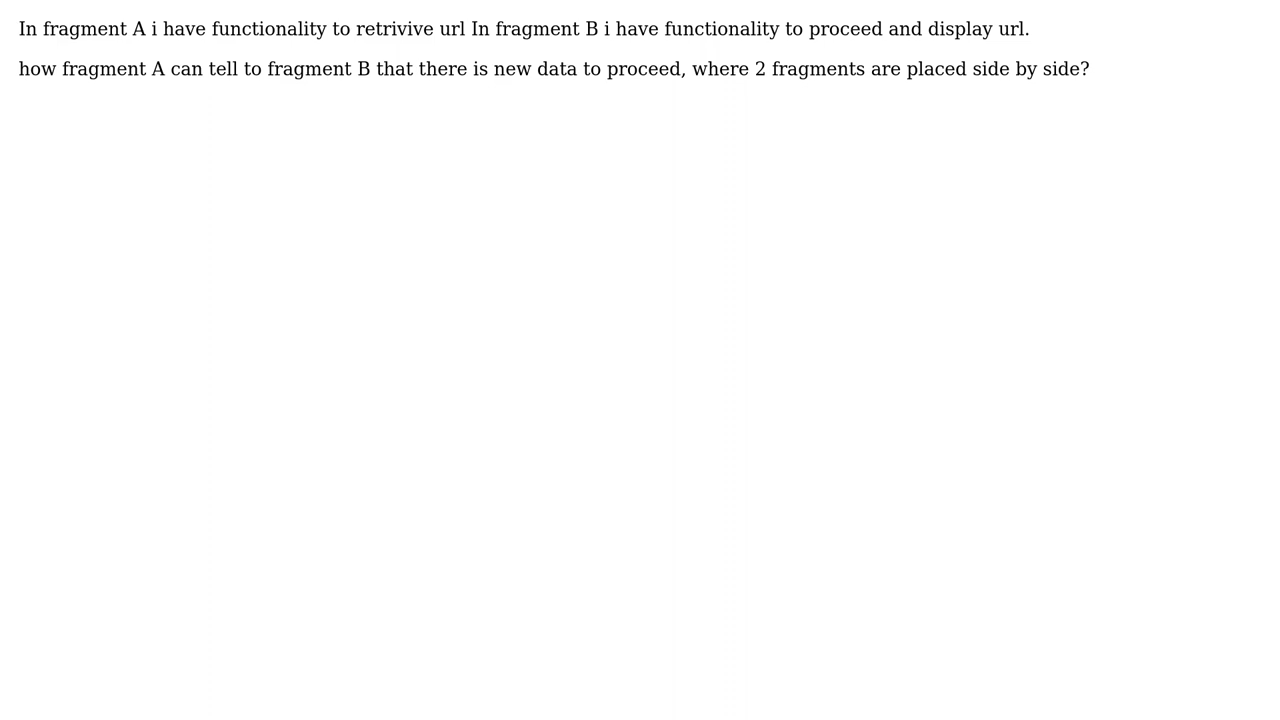 In fragment A i have functionality to retrivive url In fragment B i have functionality to proceed and display url.
how fragment A can tell to fragment B that there is new data to proceed, where 2 fragments are placed side by side?